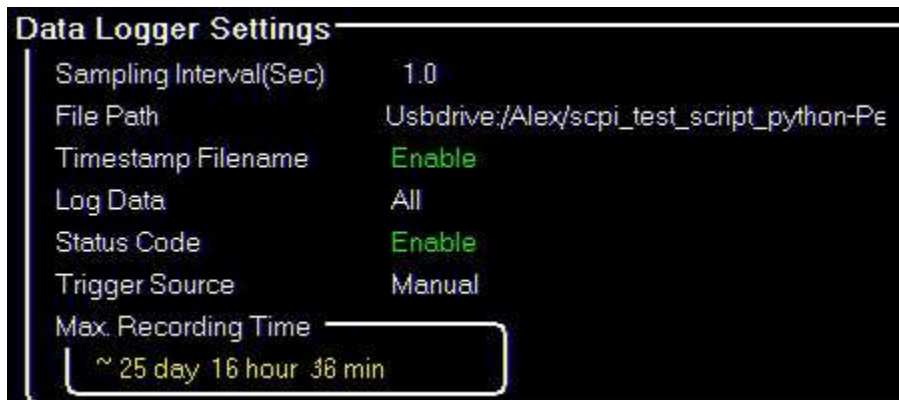 Data Logger Settings
Sampling Interval(Sec) 1.0
File Path Usbdrive:/Alex/scpi_test_script_python-Pe
Timestamp Filename Enable
Log Data All
Status Code Enable
Trigger Source Manual
Max. Recording Time
~ 25 day 16 hour 36 min